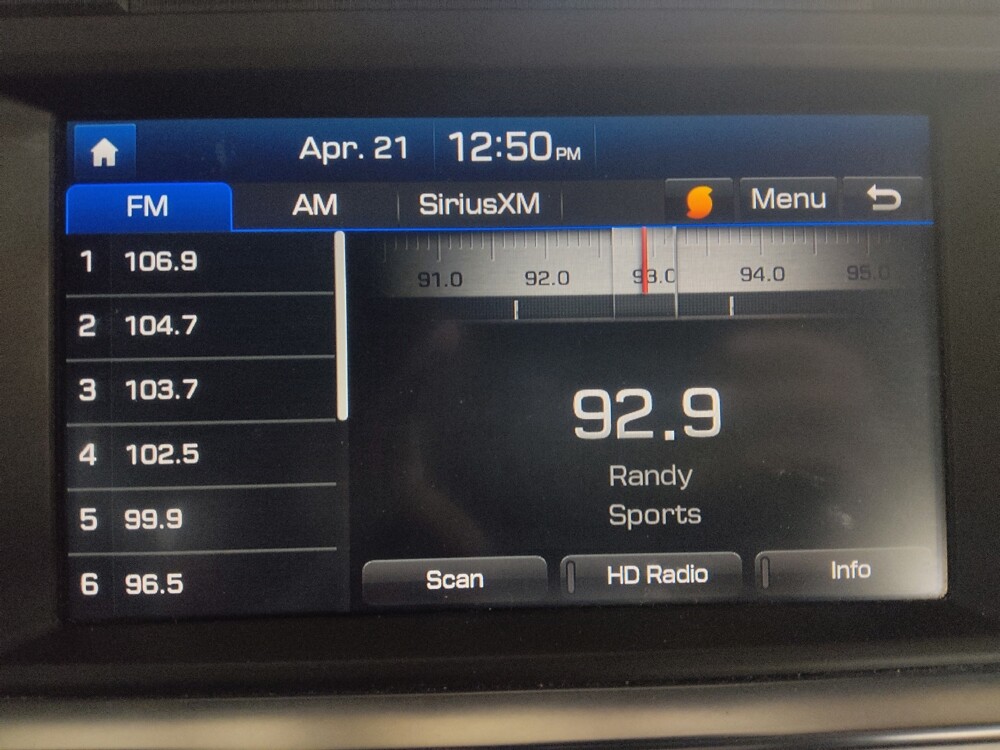 Apr. 21 12:50 PM
FM AM SiriusXM Menu
1 106.9
2 104.7
3 103.7
4 102.5
5 99.9
6 96.5
91.0 92.0 93.0 94.0 95.0
92.9
Randy
Sports
Scan HD Radio Info